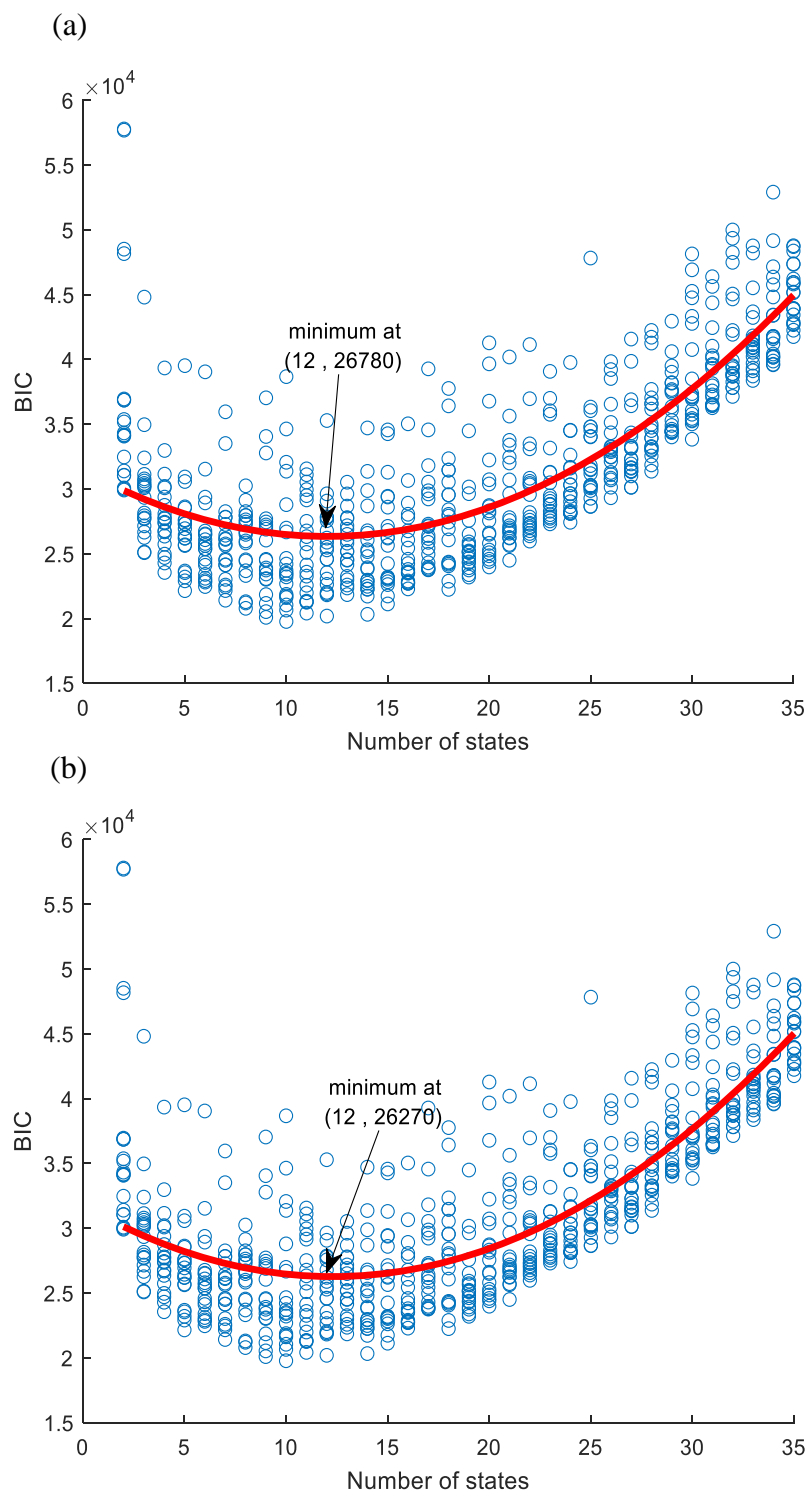 (a)
×10^4
6
5.5
5
4.5
4
3.5
3
2.5
2
1.5
BIC
minimum at
(12 , 26780)
0 5 10 15 20 25 30 35
Number of states
(b)
×10^4
6
5.5
5
4.5
4
3.5
3
2.5
2
1.5
BIC
minimum at
(12 , 26270)
0 5 10 15 20 25 30 35
Number of states